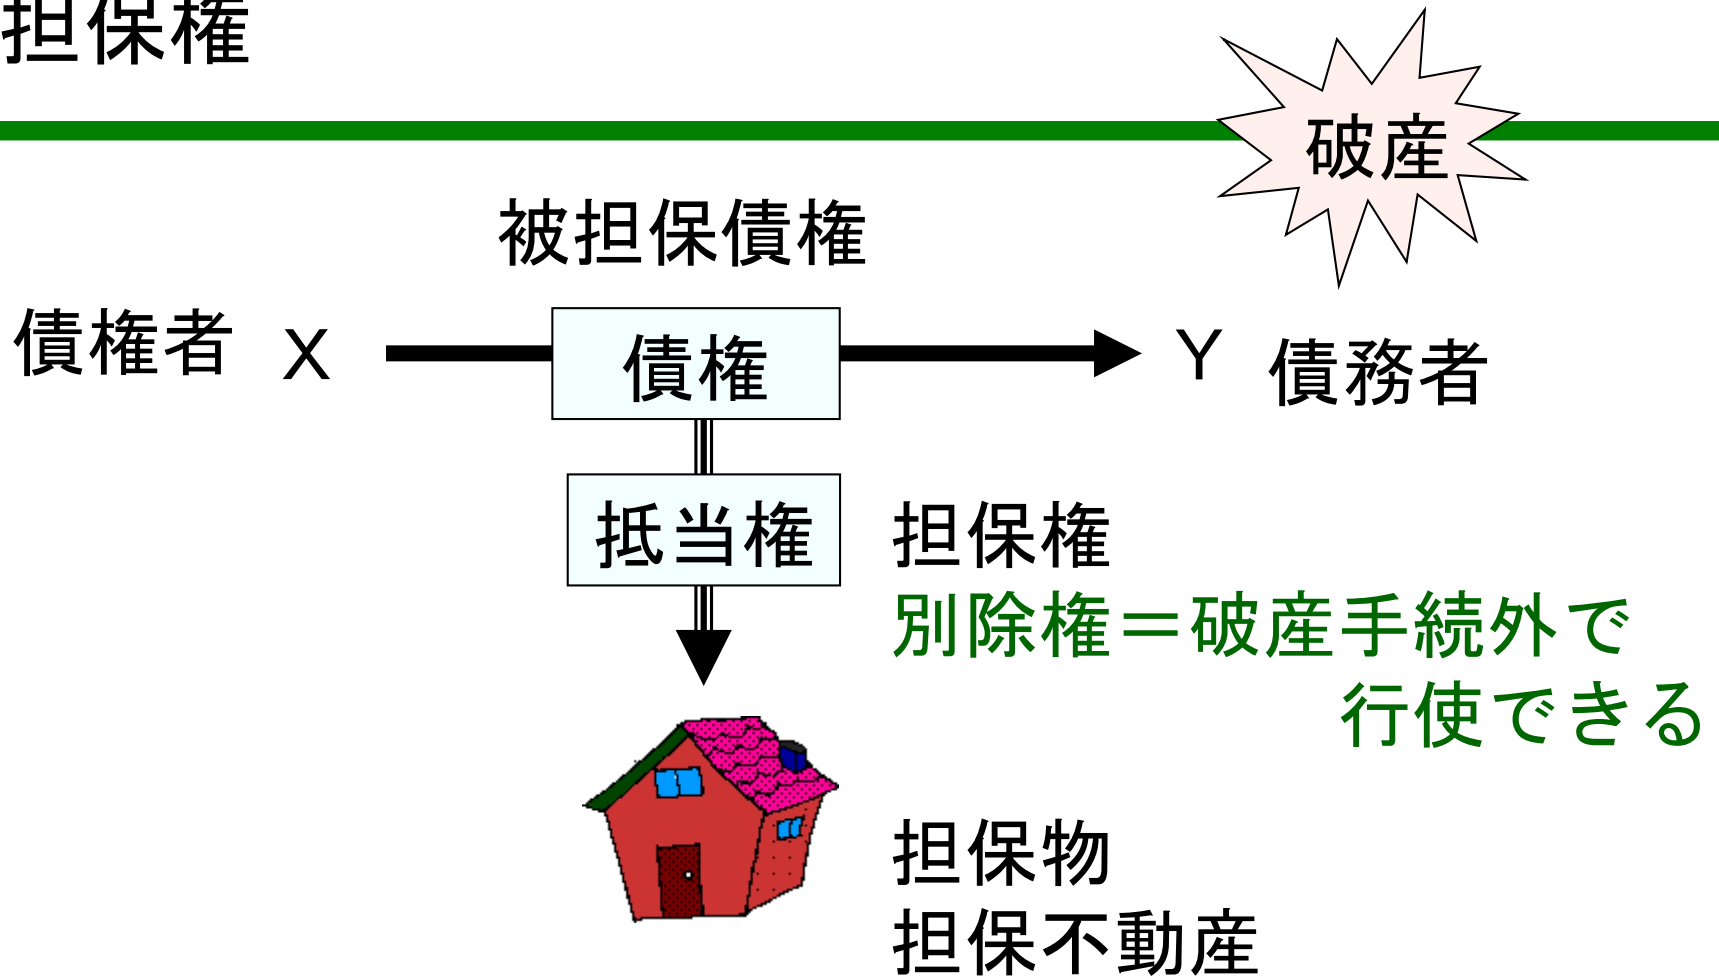 担保権
破産
被担保債権
債権者 X 債権 Y 債務者
抵当権
担保権
別除権＝破産手続外で
行使できる
担保物
担保不動産